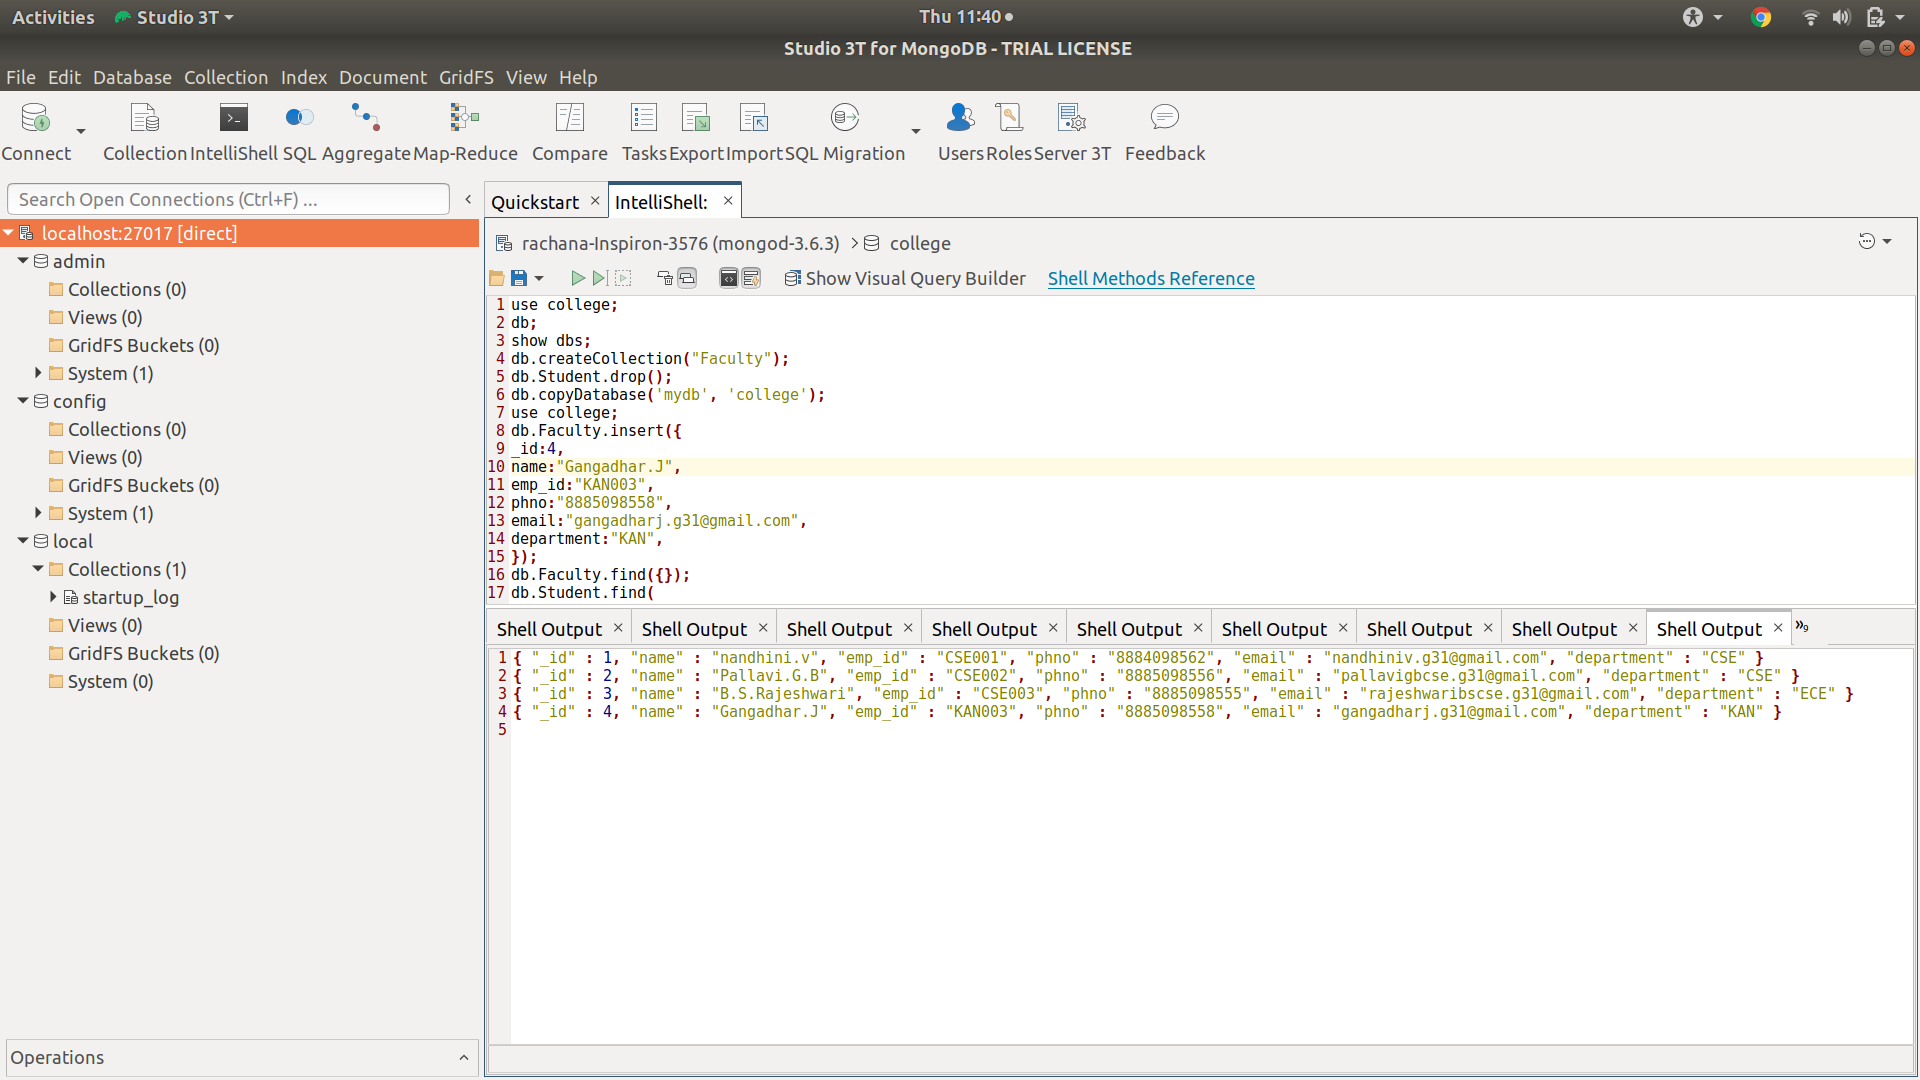 Activities Studio 3T Thu 11:40
Studio 3T for MongoDB - TRIAL LICENSE
File Edit Database Collection Index Document GridFS View Help
Connect Collection IntelliShell SQL Aggregate Map-Reduce Compare Tasks Export Import SQL Migration Users Roles Server 3T Feedback
Search Open Connections (Ctrl+F) ...
localhost:27017 [direct]
admin
Collections (0)
Views (0)
GridFS Buckets (0)
System (1)
config
Collections (0)
Views (0)
GridFS Buckets (0)
System (1)
local
Collections (1)
startup_log
Views (0)
GridFS Buckets (0)
System (0)
Operations
Quickstart × IntelliShell: ×
rachana-Inspiron-3576 (mongod-3.6.3) > college
Show Visual Query Builder Shell Methods Reference
1 use college;
2 db;
3 show dbs;
4 db.createCollection("Faculty");
5 db.Student.drop();
6 db.copyDatabase('mydb', 'college');
7 use college;
8 db.Faculty.insert({
9 _id:4,
10 name:"Gangadhar.J",
11 emp_id:"KAN003",
12 phno:"8885098558",
13 email:"gangadharj.g31@gmail.com",
14 department:"KAN",
15 });
16 db.Faculty.find({});
17 db.Student.find(
Shell Output × Shell Output × Shell Output × Shell Output × Shell Output × Shell Output × Shell Output × Shell Output × Shell Output × »9
1 { "_id" : 1, "name" : "nandhini.v", "emp_id" : "CSE001", "phno" : "8884098562", "email" : "nandhiniv.g31@gmail.com", "department" : "CSE" }
2 { "_id" : 2, "name" : "Pallavi.G.B", "emp_id" : "CSE002", "phno" : "8885098556", "email" : "pallavigbcse.g31@gmail.com", "department" : "CSE" }
3 { "_id" : 3, "name" : "B.S.Rajeshwari", "emp_id" : "CSE003", "phno" : "8885098555", "email" : "rajeshwaribscse.g31@gmail.com", "department" : "ECE" }
4 { "_id" : 4, "name" : "Gangadhar.J", "emp_id" : "KAN003", "phno" : "8885098558", "email" : "gangadharj.g31@gmail.com", "department" : "KAN" }
5